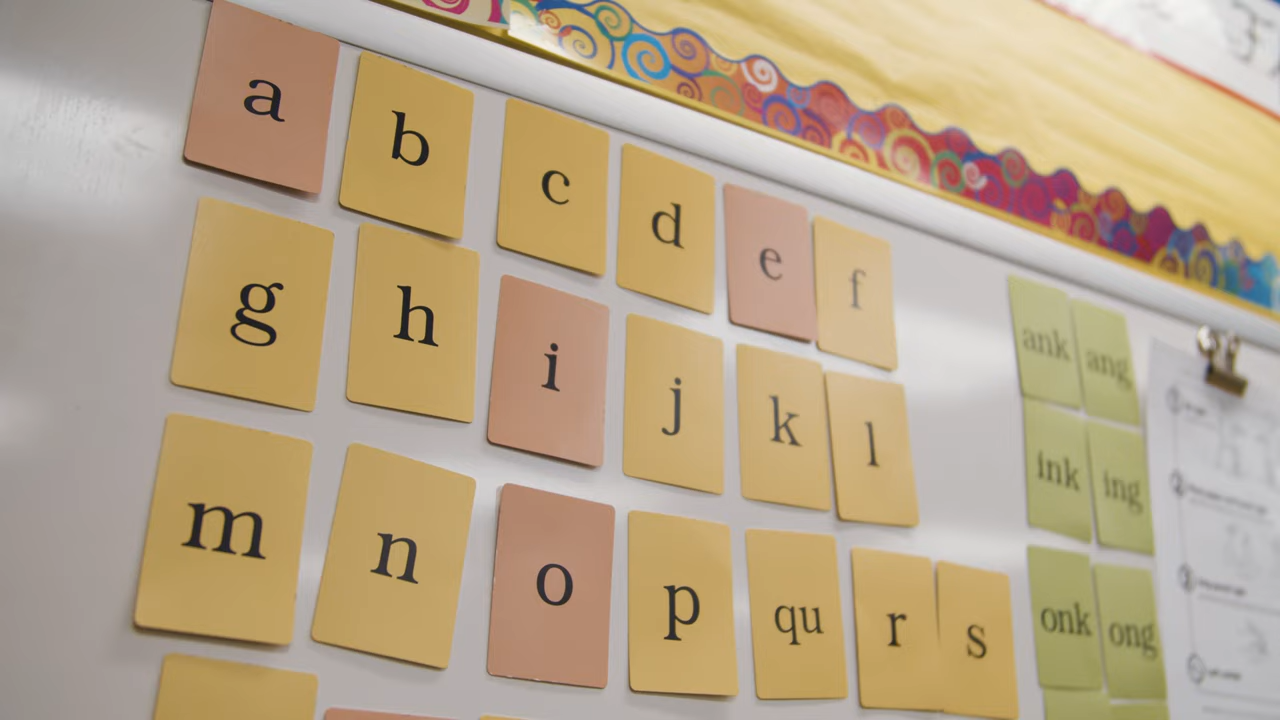 a b c d e f
g h i j k l
m n o p qu r s
ank ang
ink ing
onk ong